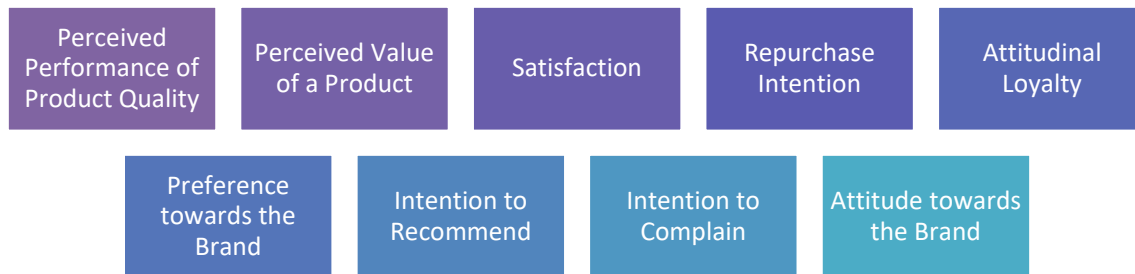 Perceived
Performance of
Product Quality
Perceived Value
of a Product
Satisfaction
Repurchase
Intention
Attitudinal
Loyalty
Preference
towards the
Brand
Intention to
Recommend
Intention to
Complain
Attitude towards
the Brand